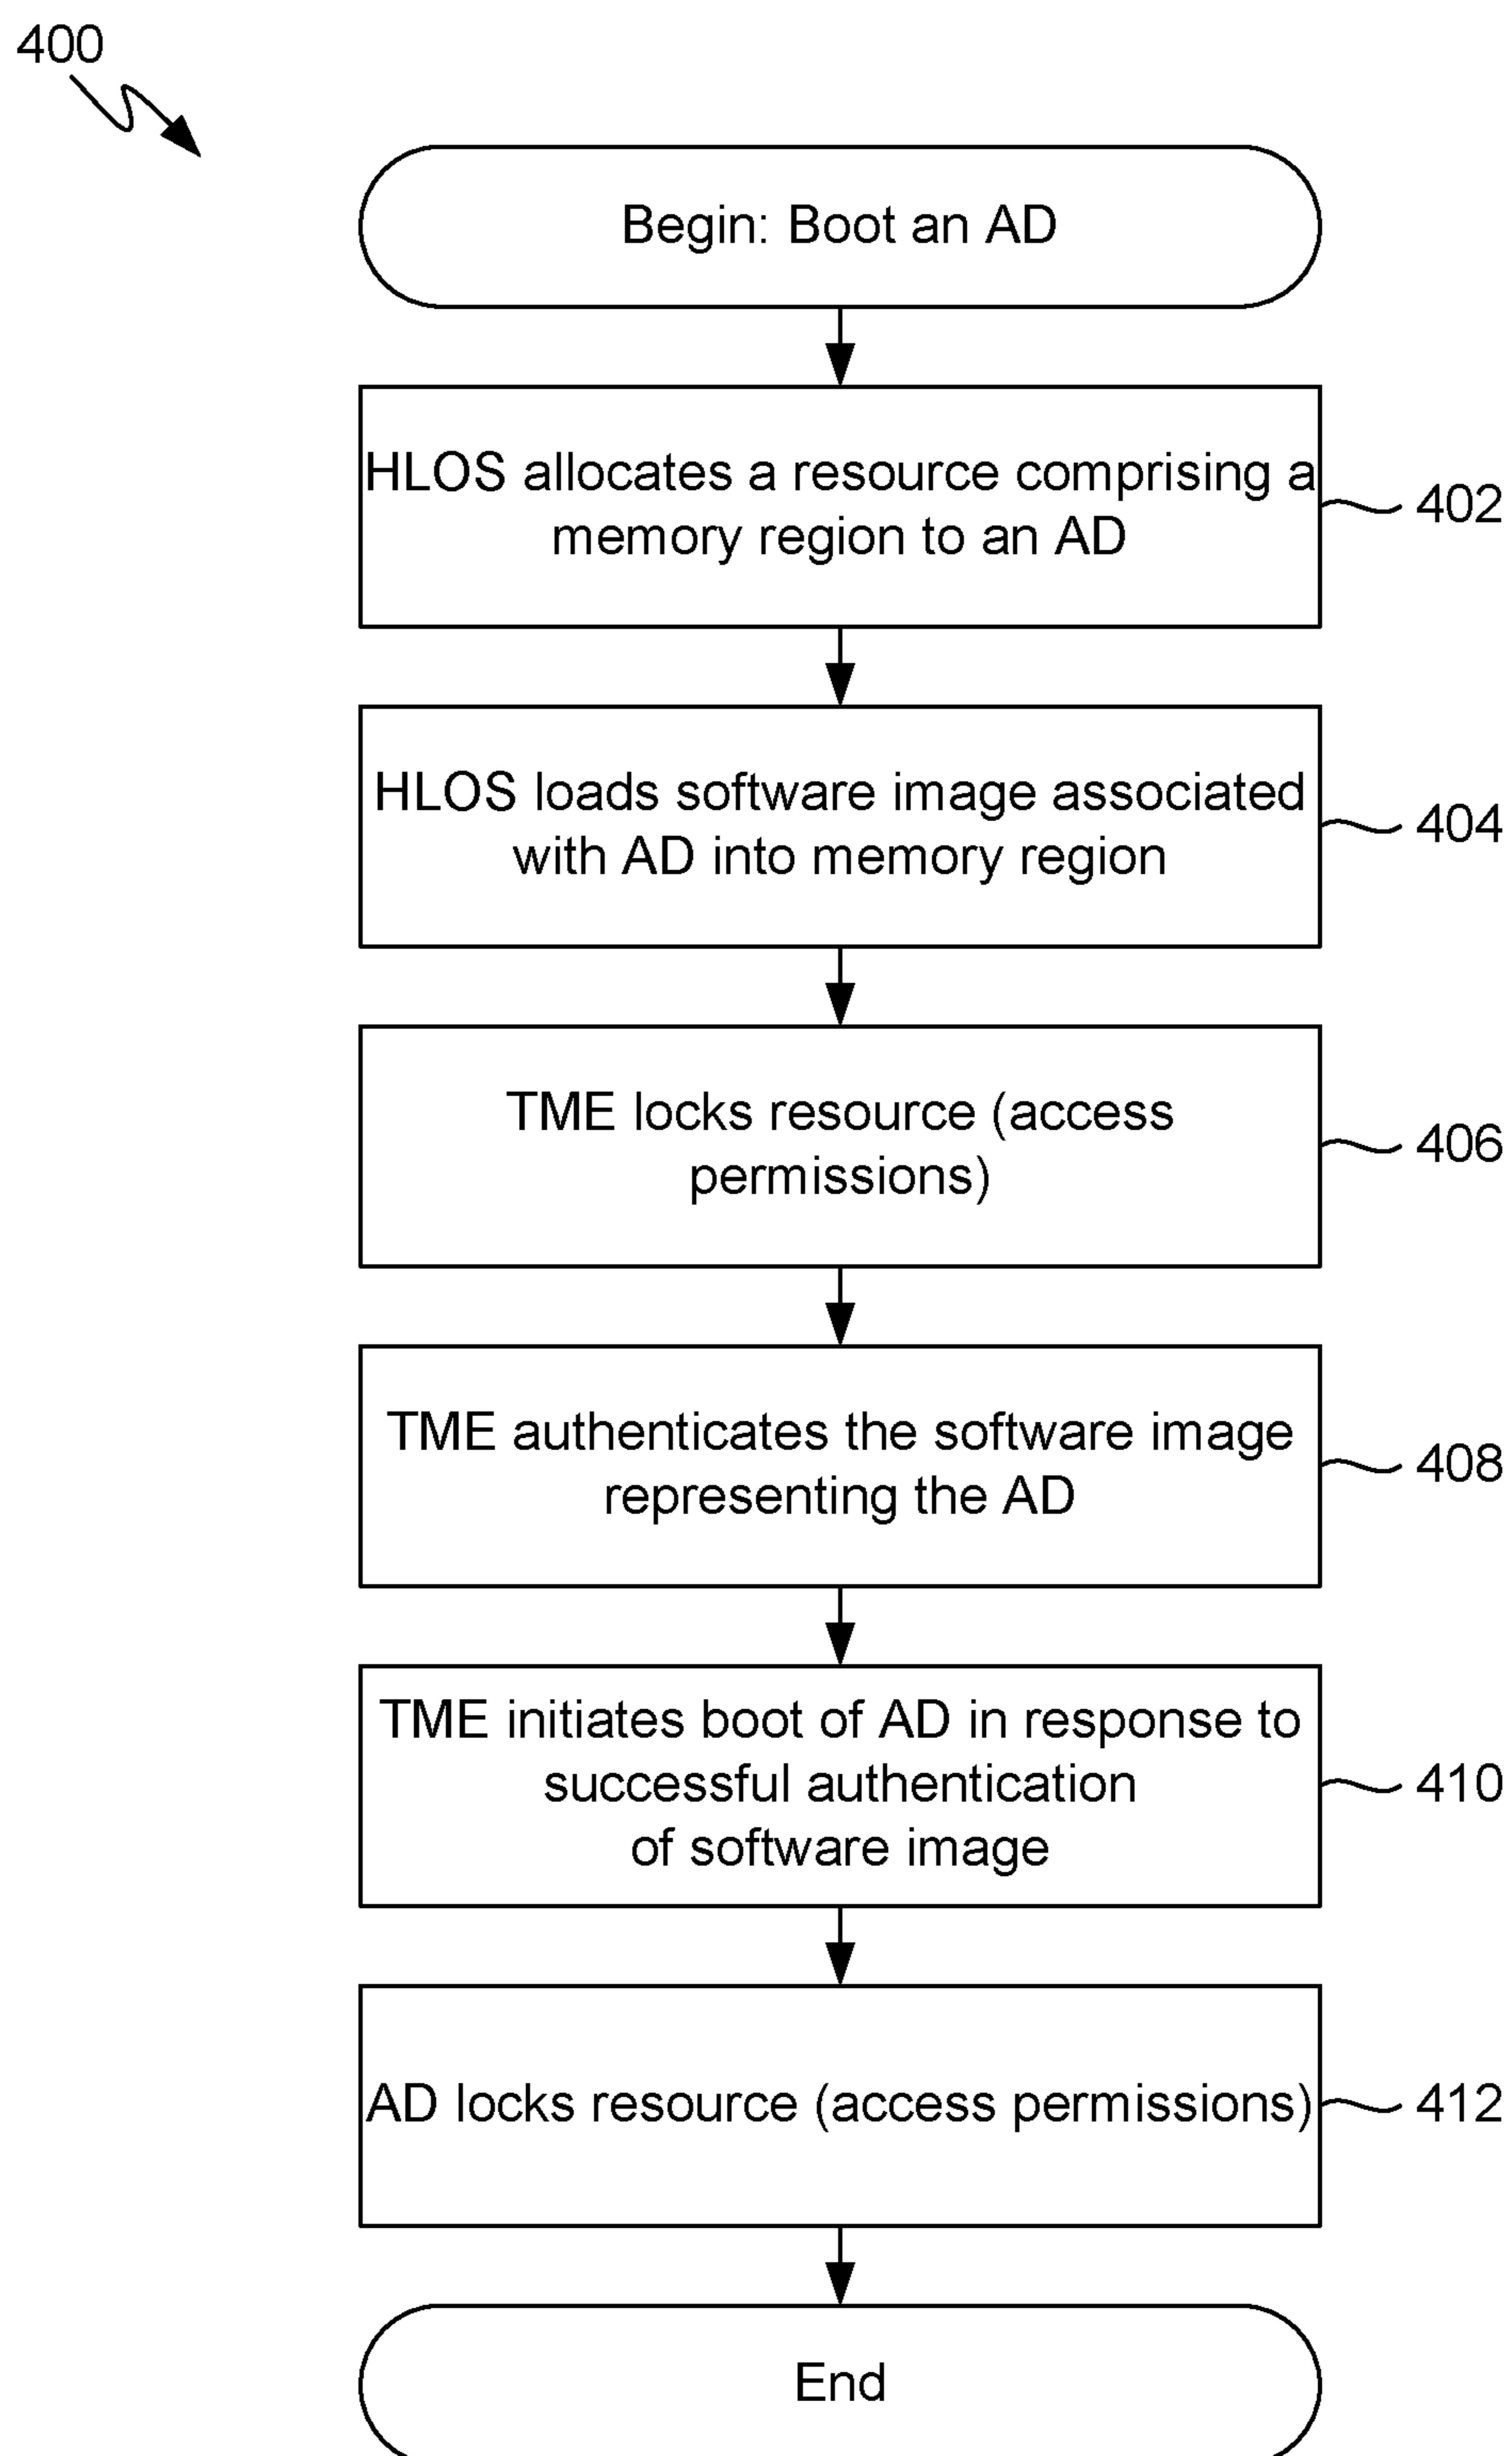 400
Begin: Boot an AD
HLOS allocates a resource comprising a
memory region to an AD
402
HLOS loads software image associated
with AD into memory region
404
TME locks resource (access
permissions)
406
TME authenticates the software image
representing the AD
408
TME initiates boot of AD in response to
successful authentication
of software image
410
AD locks resource (access permissions)
412
End